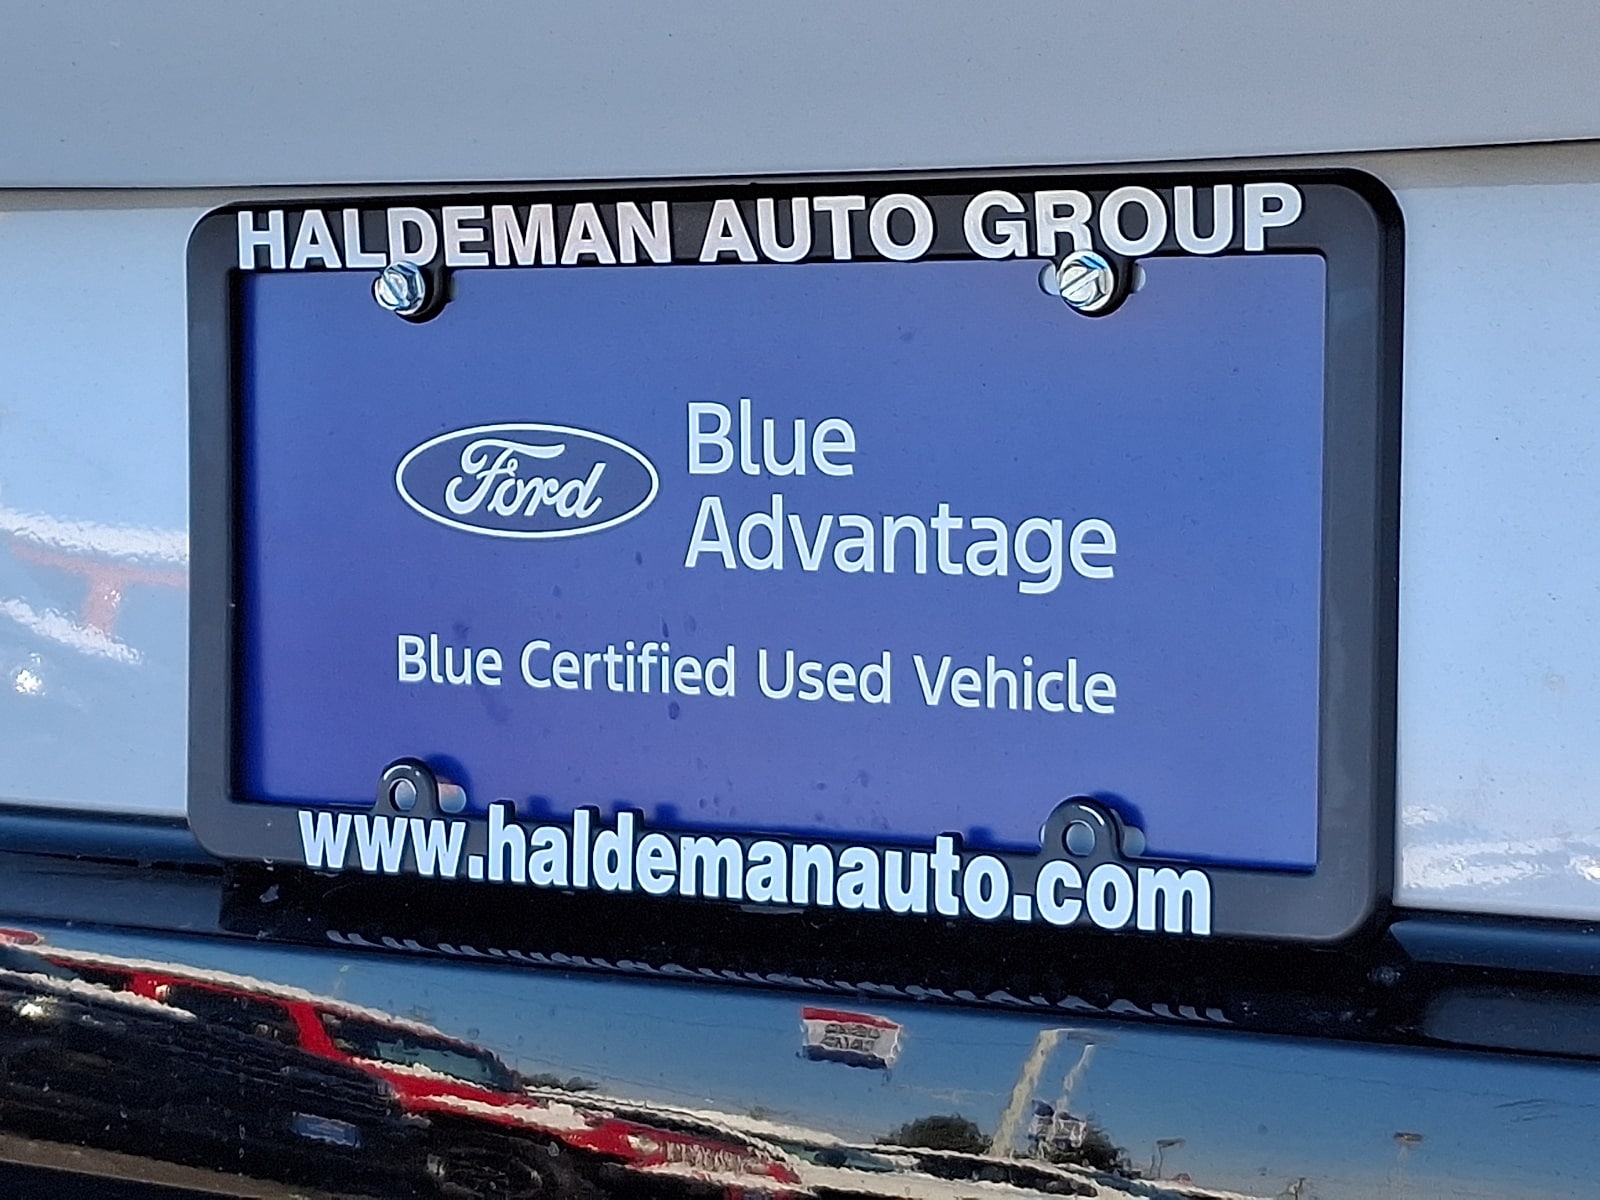 HALDEMAN AUTO GROUP
Ford
Blue
Advantage
Blue Certified Used Vehicle
www.haldemanauto.com